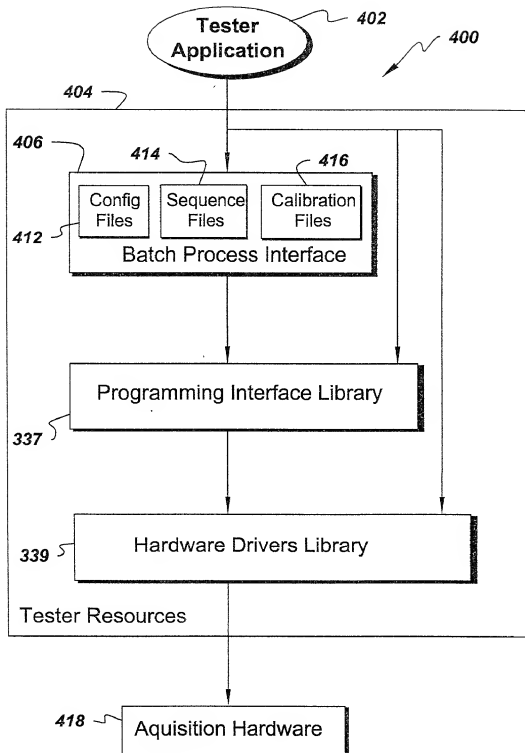 Tester
Application
402
400
404
406
414
416
Config
Files
Sequence
Files
Calibration
Files
412
Batch Process Interface
Programming Interface Library
337
Hardware Drivers Library
339
Tester Resources
418
Aquisition Hardware